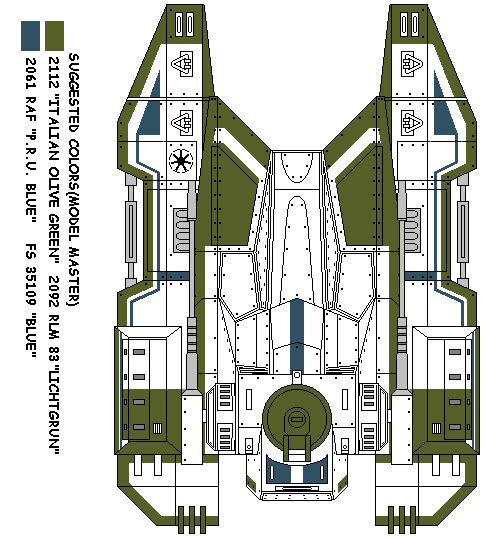 SUGGESTED COLORS(MODEL MASTER)
2112 "ITALIAN OLIVE GREEN" 2092 RLM 83 "LICHTGRUN"
2061 RAF "P.R.U. BLUE" FS 35109 "BLUE"